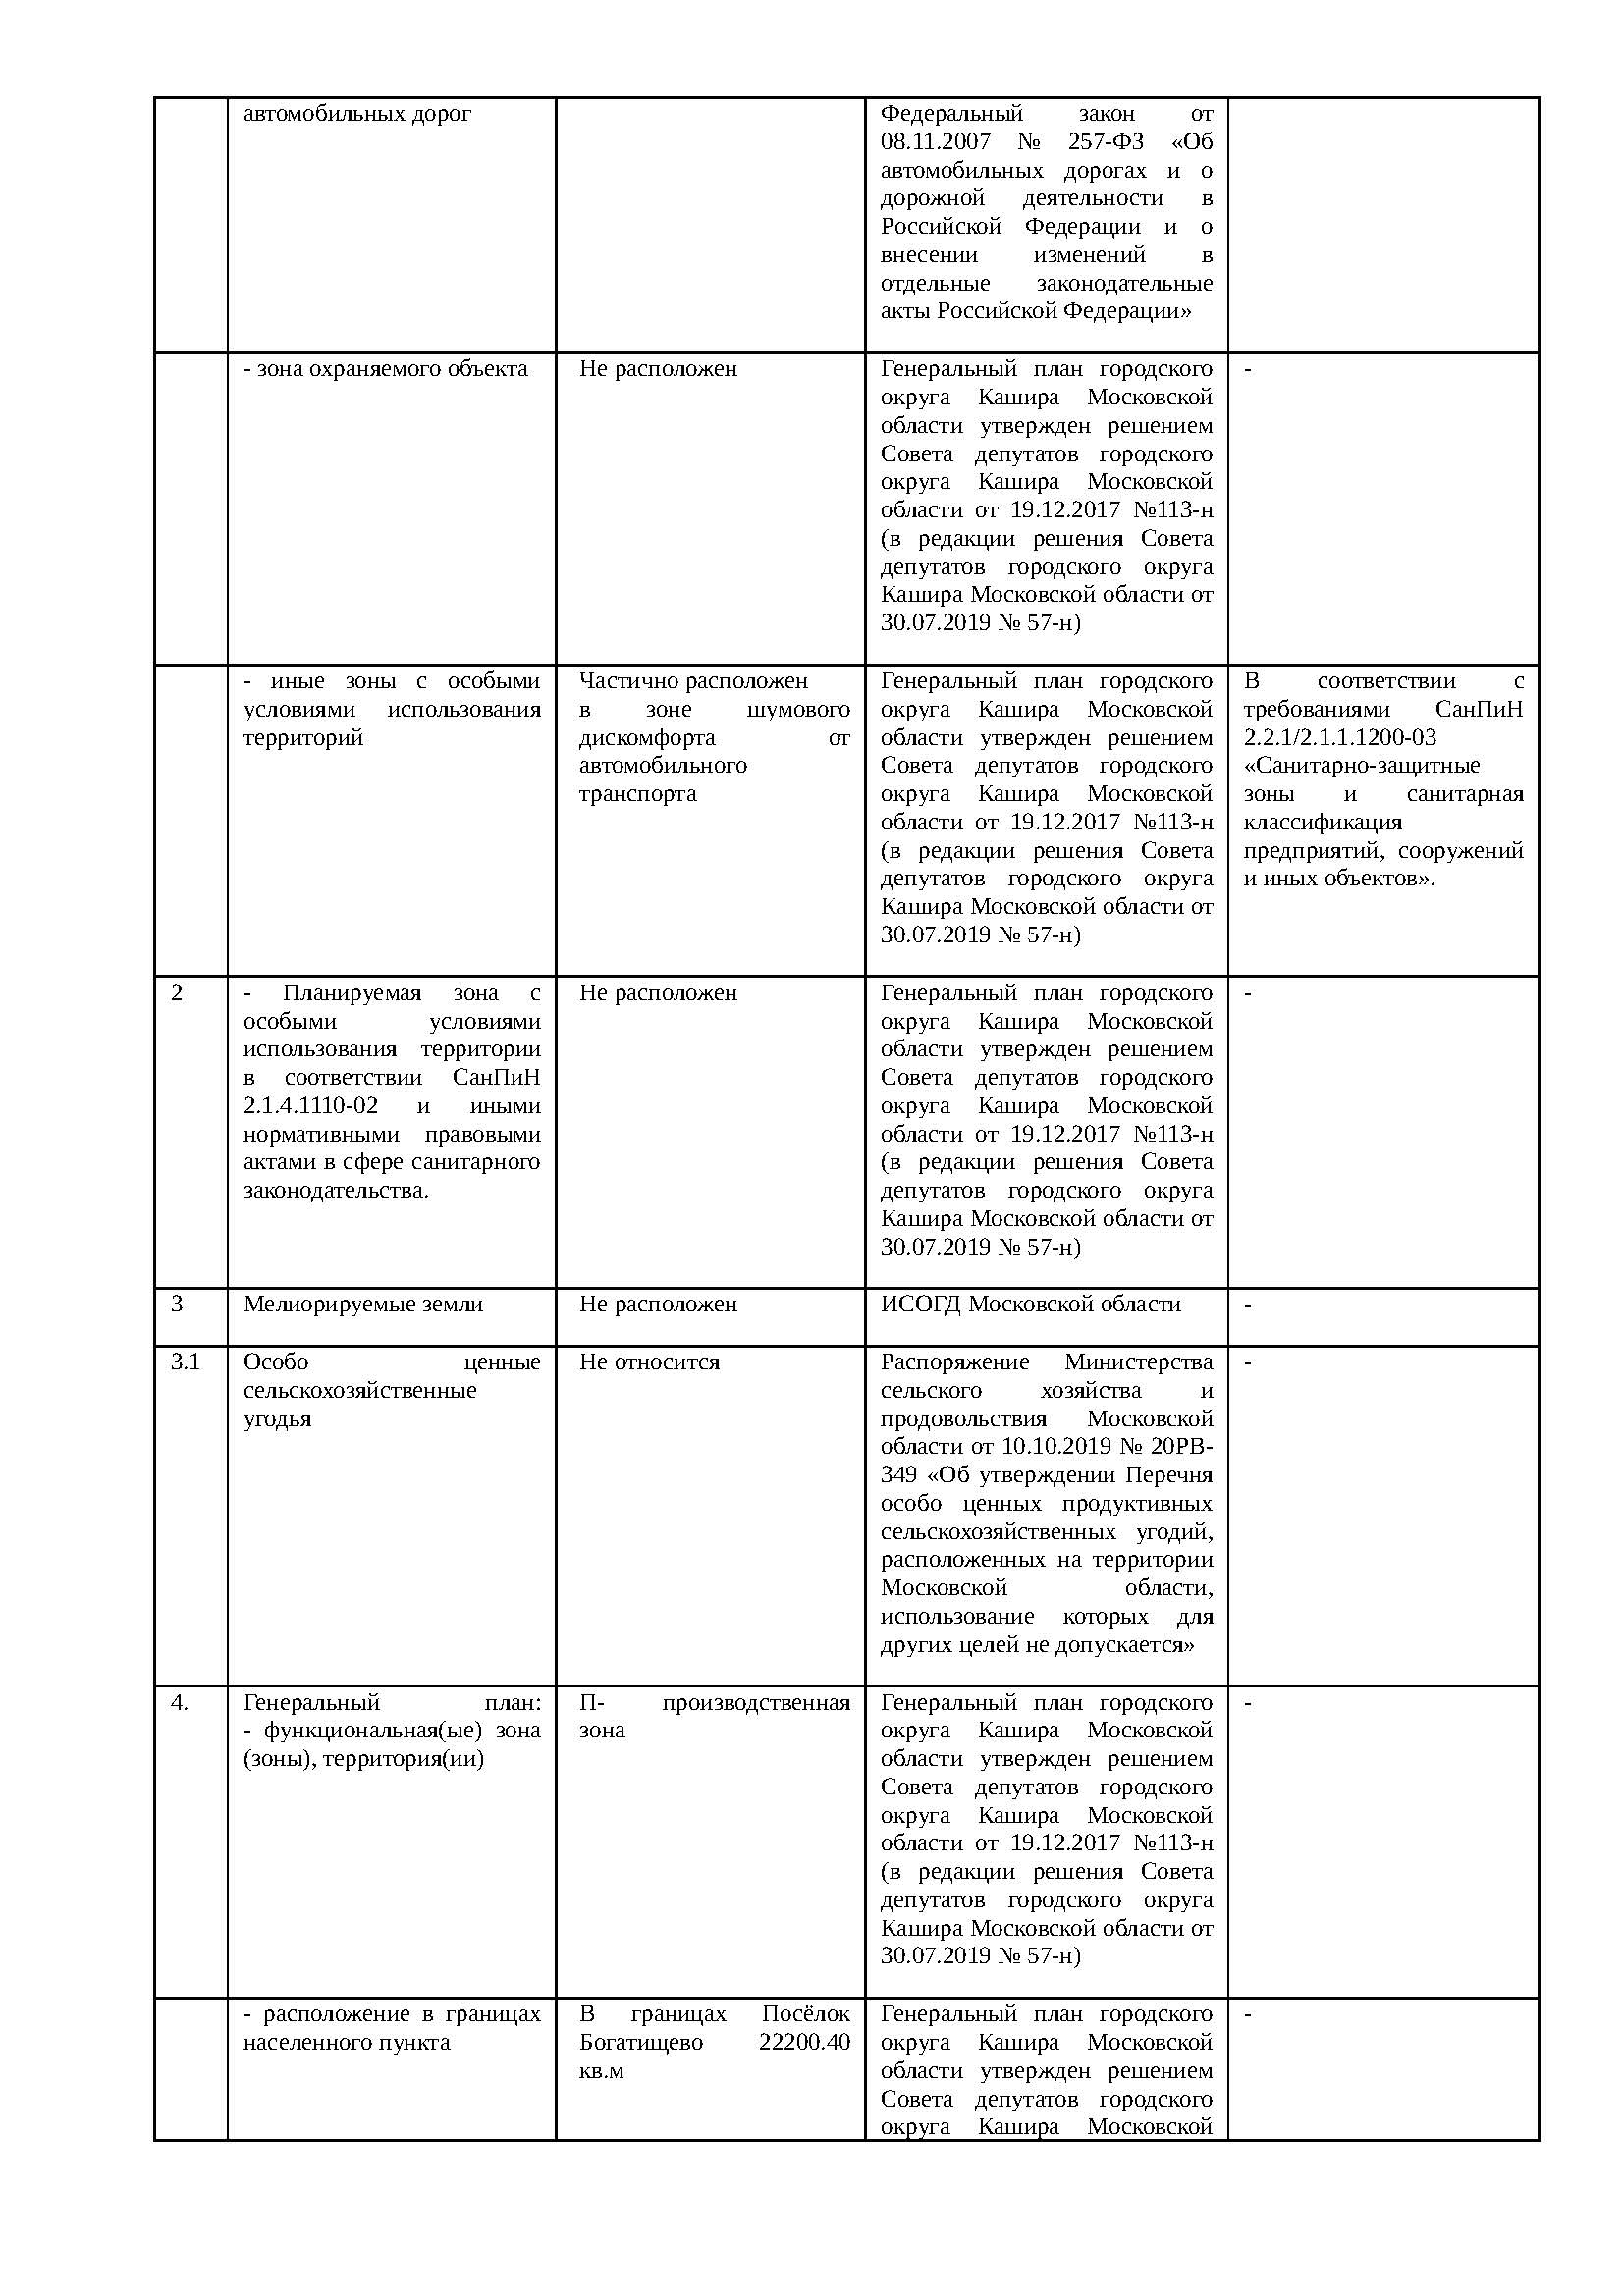 автомобильных дорог
Федеральный закон от
08.11.2007 № 257-ФЗ «Об
автомобильных дорогах и о
дорожной деятельности в
Российской Федерации и о
внесении изменений в
отдельные законодательные
акты Российской Федерации»
- зона охраняемого объекта
Не расположен
Генеральный план городского
округа Кашира Московской
области утвержден решением
Совета депутатов городского
округа Кашира Московской
области от 19.12.2017 №113-н
(в редакции решения Совета
депутатов городского округа
Кашира Московской области от
30.07.2019 № 57-н)
-
- иные зоны с особыми
условиями использования
территорий
Частично расположен
в зоне шумового
дискомфорта от
автомобильного
транспорта
Генеральный план городского
округа Кашира Московской
области утвержден решением
Совета депутатов городского
округа Кашира Московской
области от 19.12.2017 №113-н
(в редакции решения Совета
депутатов городского округа
Кашира Московской области от
30.07.2019 № 57-н)
В соответствии с
требованиями СанПиН
2.2.1/2.1.1.1200-03
«Санитарно-защитные
зоны и санитарная
классификация
предприятий, сооружений
и иных объектов».
2
- Планируемая зона с
особыми условиями
использования территории
в соответствии СанПиН
2.1.4.1110-02 и иными
нормативными правовыми
актами в сфере санитарного
законодательства.
Не расположен
Генеральный план городского
округа Кашира Московской
области утвержден решением
Совета депутатов городского
округа Кашира Московской
области от 19.12.2017 №113-н
(в редакции решения Совета
депутатов городского округа
Кашира Московской области от
30.07.2019 № 57-н)
-
3
Мелиорируемые земли
Не расположен
ИСОГД Московской области
-
3.1
Особо ценные
сельскохозяйственные
угодья
Не относится
Распоряжение Министерства
сельского хозяйства и
продовольствия Московской
области от 10.10.2019 № 20РВ-
349 «Об утверждении Перечня
особо ценных продуктивных
сельскохозяйственных угодий,
расположенных на территории
Московской области,
использование которых для
других целей не допускается»
-
4.
Генеральный план:
- функциональная(ые) зона
(зоны), территория(ии)
П- производственная
зона
Генеральный план городского
округа Кашира Московской
области утвержден решением
Совета депутатов городского
округа Кашира Московской
области от 19.12.2017 №113-н
(в редакции решения Совета
депутатов городского округа
Кашира Московской области от
30.07.2019 № 57-н)
-
- расположение в границах
населенного пункта
В границах Посёлок
Богатищево 22200.40
кв.м
Генеральный план городского
округа Кашира Московской
области утвержден решением
Совета депутатов городского
округа Кашира Московской
-